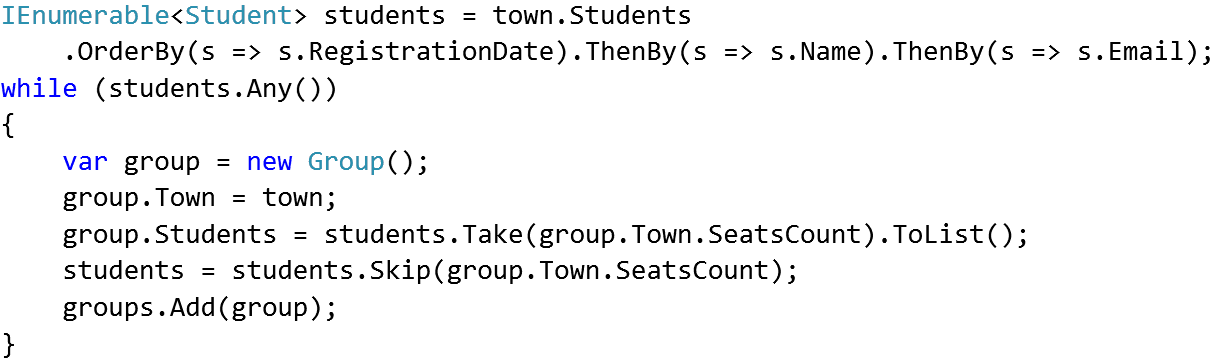 IEnumerable<Student> students = town.Students
    .OrderBy(s => s.RegistrationDate).ThenBy(s => s.Name).ThenBy(s => s.Email);
while (students.Any())
{
    var group = new Group();
    group.Town = town;
    group.Students = students.Take(group.Town.SeatsCount).ToList();
    students = students.Skip(group.Town.SeatsCount);
    groups.Add(group);
}